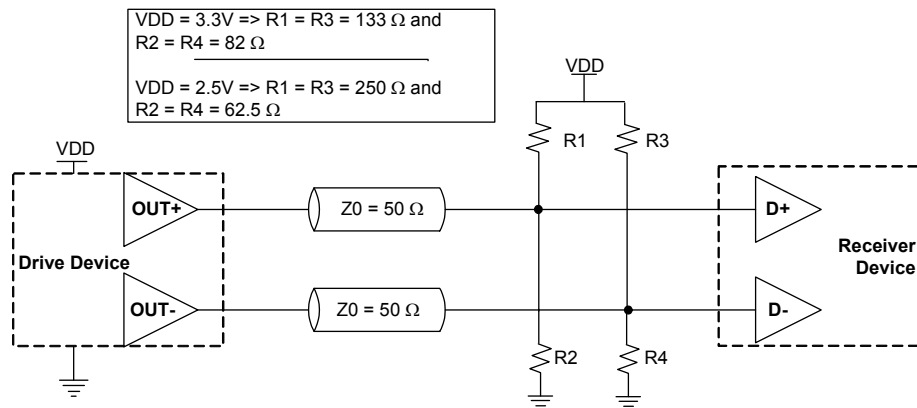 VDD = 3.3V => R1 = R3 = 133 Ω and
R2 = R4 = 82 Ω
VDD = 2.5V => R1 = R3 = 250 Ω and
R2 = R4 = 62.5 Ω
VDD
R1
R3
VDD
OUT+
Z0 = 50 Ω
D+
Drive Device
Receiver
Device
OUT-
Z0 = 50 Ω
D-
R2
R4